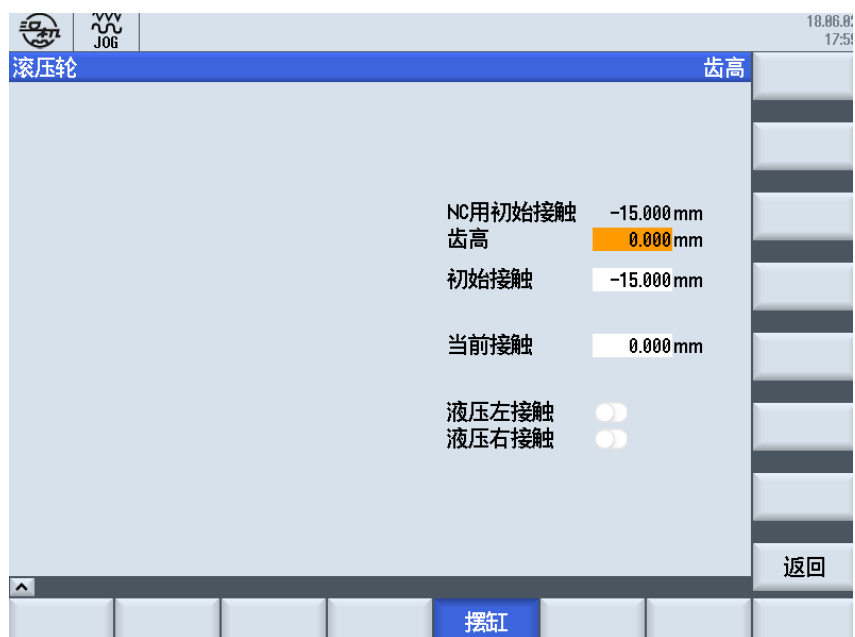 JOG
18.06.02
17:59
滚压轮 齿高
NC用初始接触 -15.000 mm
齿高 0.000 mm
初始接触 -15.000 mm
当前接触 0.000 mm
液压左接触
液压右接触
返回
摆缸